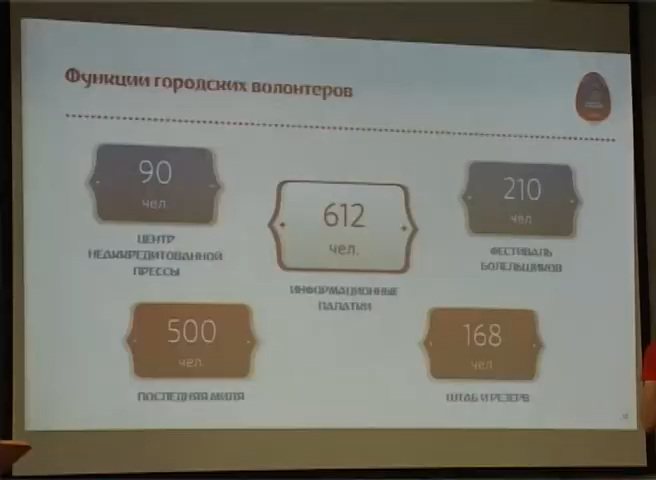 Функции городских волонтеров
90
чел.
ЦЕНТР
НЕАККРЕДИТОВАННОЙ
ПРЕССЫ
612
чел.
ИНФОРМАЦИОННЫЕ
ПАЛАТКИ
210
чел.
ФЕСТИВАЛЬ
БОЛЕЛЬЩИКОВ
500
чел.
ПОСЛЕДНЯЯ МИЛЯ
168
чел.
ШТАБ И РЕЗЕРВ